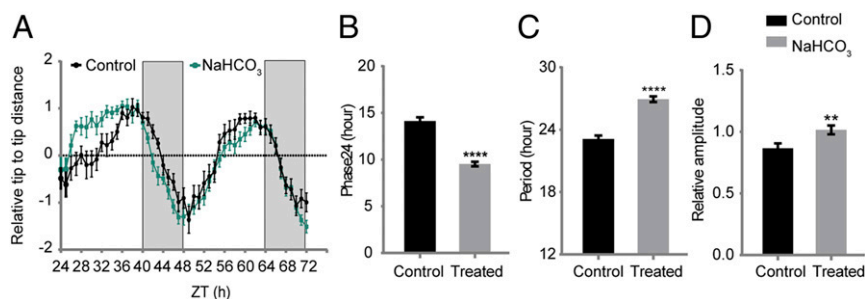 A
Relative tip to tip distance
2
1
0
-1
-2
Control
NaHCO₃
24 28 32 36 40 44 48 52 56 60 64 68 72
ZT (h)
B
Phase24 (hour)
20
15
10
5
0
****
Control Treated
C
Period (hour)
30
23
26
12
****
Control Treated
D
Control
NaHCO₃
Relative amplitude
1.5
1.0
0.5
0.0
**
Control Treated